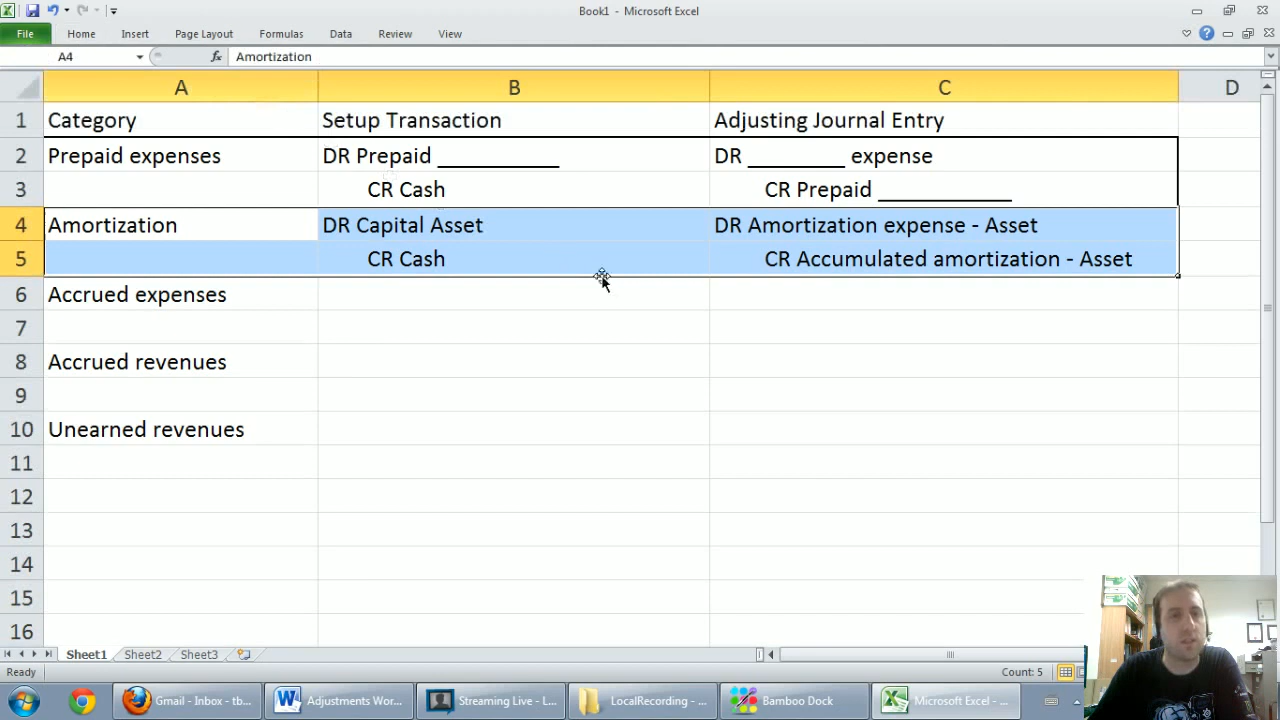 Book1 - Microsoft Excel
File Home Insert Page Layout Formulas Data Review View
A4 fx Amortization
A B C D
1 Category Setup Transaction Adjusting Journal Entry
2 Prepaid expenses DR Prepaid __________ DR ________ expense
3 CR Cash CR Prepaid ___________
4 Amortization DR Capital Asset DR Amortization expense - Asset
5 CR Cash CR Accumulated amortization - Asset
6 Accrued expenses
7
8 Accrued revenues
9
10 Unearned revenues
11
12
13
14
15
16
Sheet1 Sheet2 Sheet3
Ready Count: 5
Gmail - Inbox - tb... Adjustments Wor... Streaming Live - L... LocalRecording - ... Bamboo Dock Microsoft Excel - ...